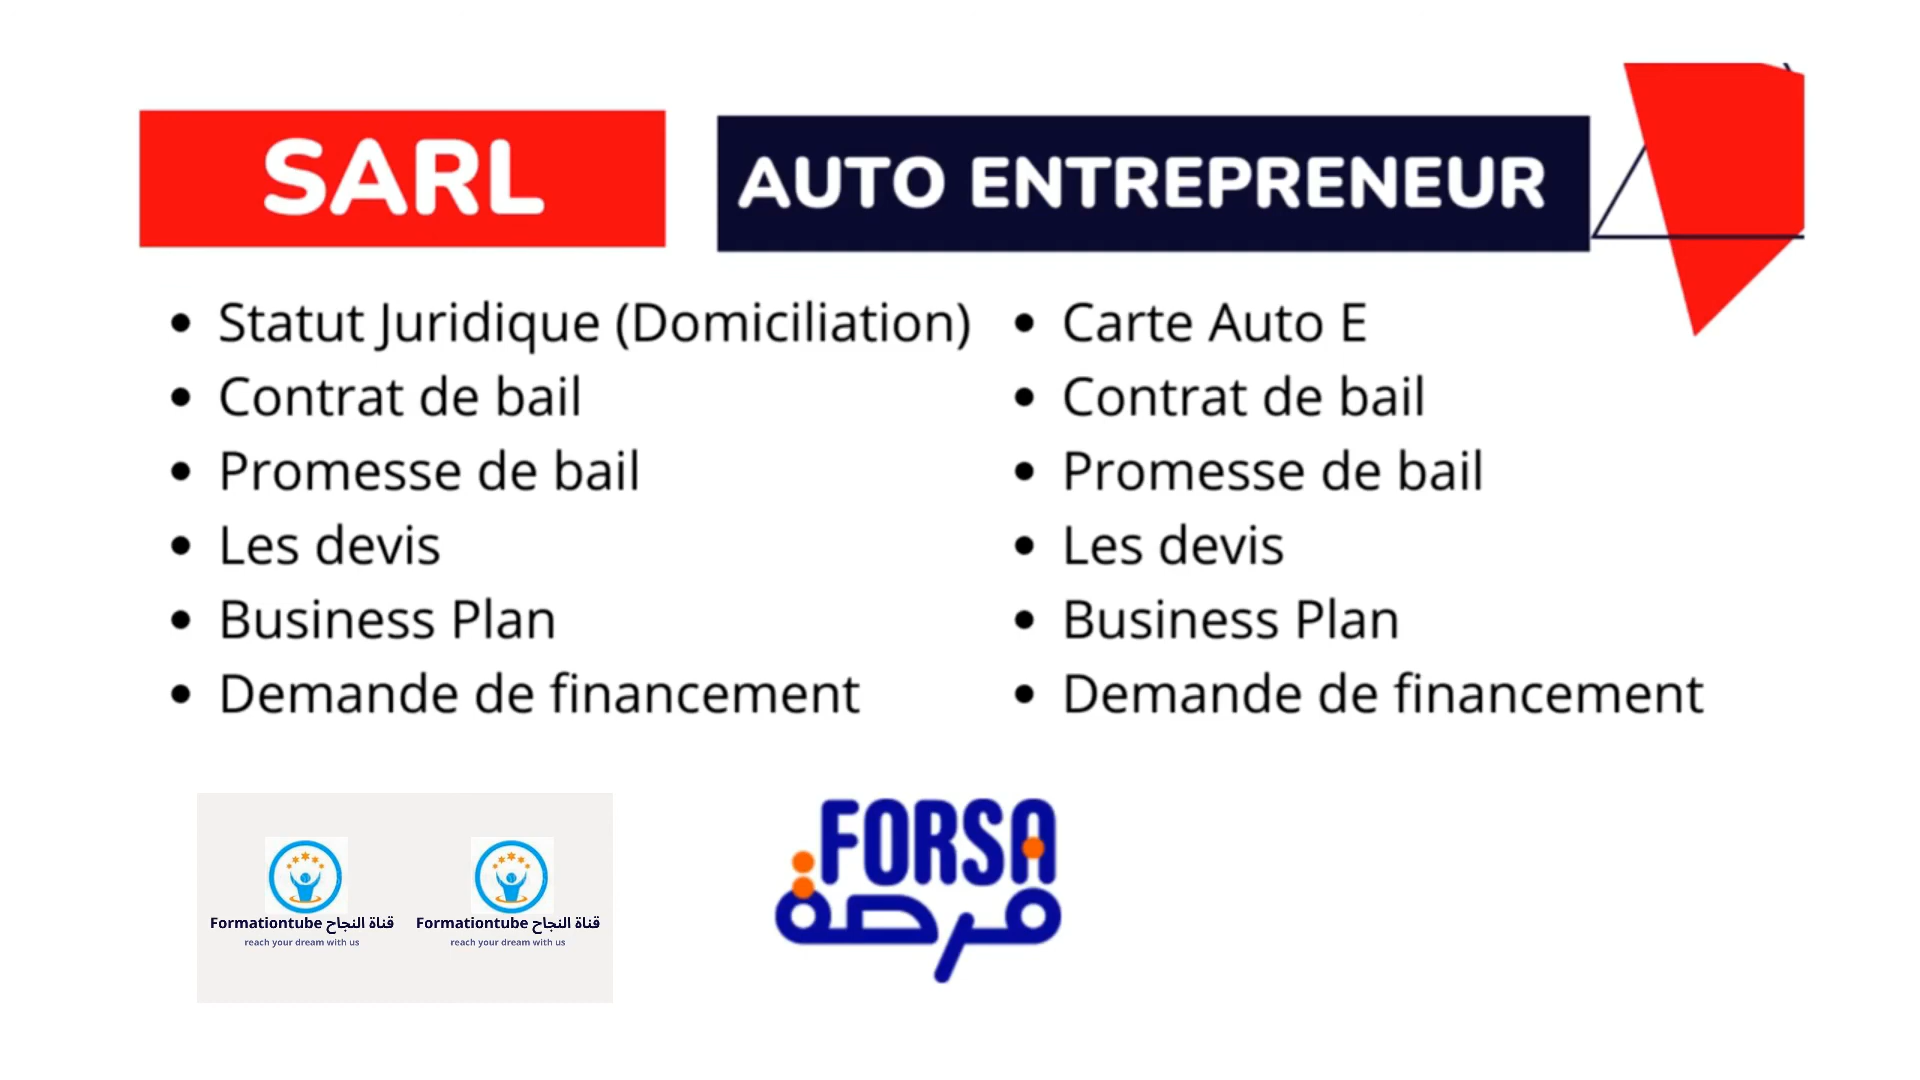 SARL
AUTO ENTREPRENEUR
• Statut Juridique (Domiciliation)
• Contrat de bail
• Promesse de bail
• Les devis
• Business Plan
• Demande de financement
• Carte Auto E
• Contrat de bail
• Promesse de bail
• Les devis
• Business Plan
• Demande de financement
Formationtube قناة النجاح
reach your dream with us
Formationtube قناة النجاح
reach your dream with us
FORSA
فرصة